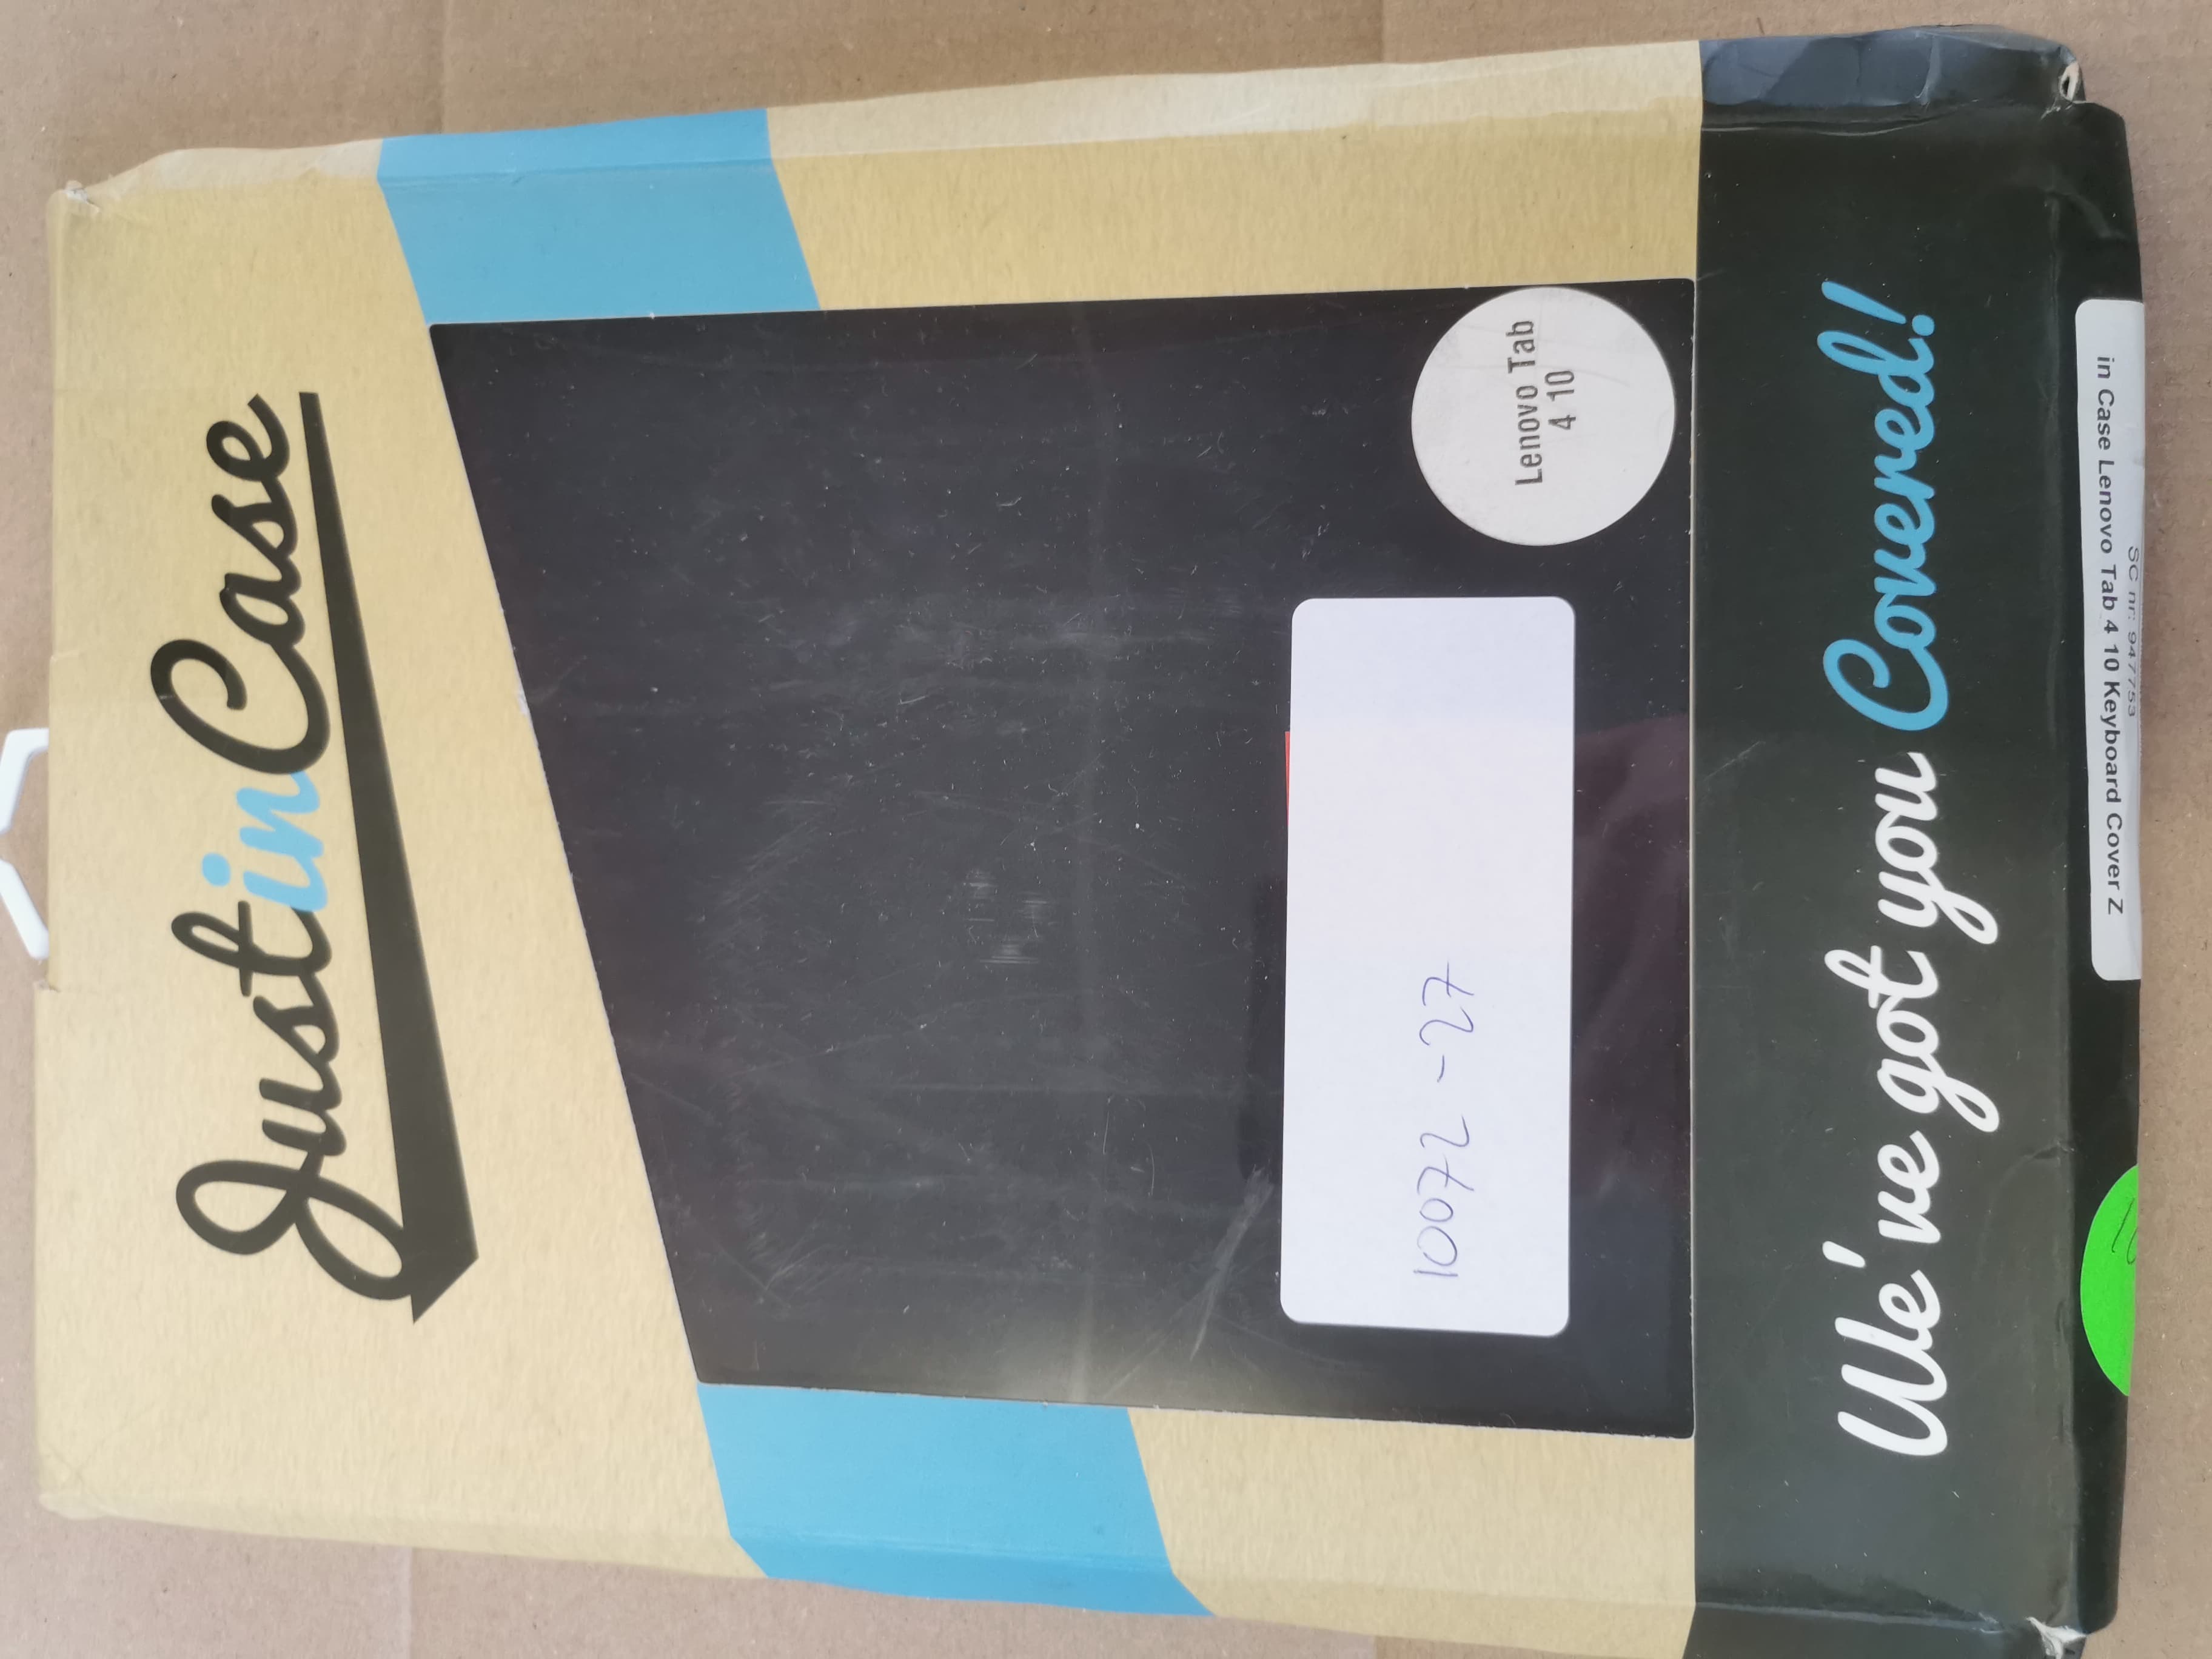 JustinCase
Lenovo Tab
4 10
10072-27
We've got you Covered!
in Case Lenovo Tab 4 10 Keyboard Cover Z
SC nr: 947753